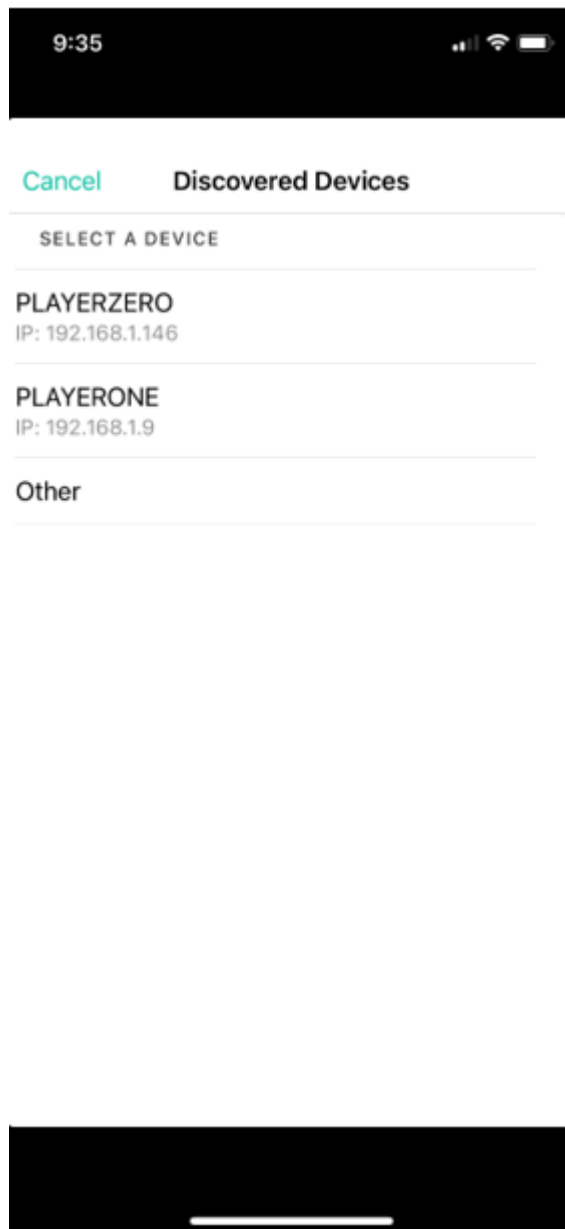 9:35
Cancel Discovered Devices
SELECT A DEVICE
PLAYERZERO
IP: 192.168.1.146
PLAYERONE
IP: 192.168.1.9
Other